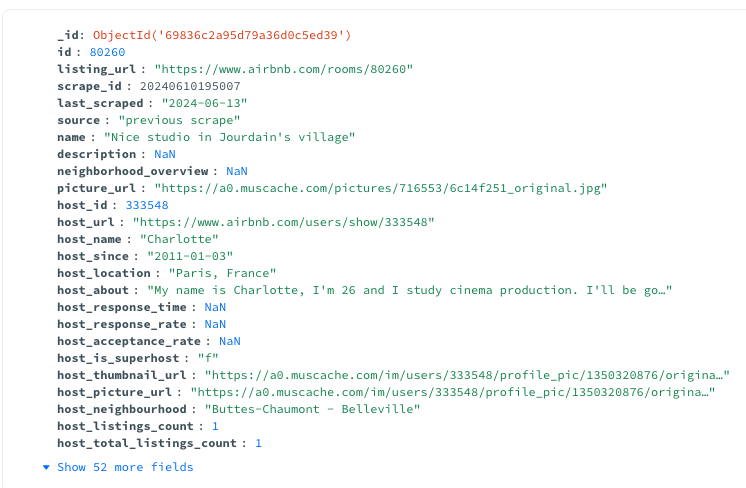 _id: ObjectId('69836c2a95d79a36d0c5ed39')
id : 80260
listing_url : "https://www.airbnb.com/rooms/80260"
scrape_id : 20240610195007
last_scraped : "2024-06-13"
source : "previous scrape"
name : "Nice studio in Jourdain's village"
description : NaN
neighborhood_overview : NaN
picture_url : "https://a0.muscache.com/pictures/716553/6c14f251_original.jpg"
host_id : 333548
host_url : "https://www.airbnb.com/users/show/333548"
host_name : "Charlotte"
host_since : "2011-01-03"
host_location : "Paris, France"
host_about : "My name is Charlotte, I'm 26 and I study cinema production. I'll be go…"
host_response_time : NaN
host_response_rate : NaN
host_acceptance_rate : NaN
host_is_superhost : "f"
host_thumbnail_url : "https://a0.muscache.com/im/users/333548/profile_pic/1350320876/origina…"
host_picture_url : "https://a0.muscache.com/im/users/333548/profile_pic/1350320876/origina…"
host_neighbourhood : "Buttes-Chaumont - Belleville"
host_listings_count : 1
host_total_listings_count : 1
Show 52 more fields